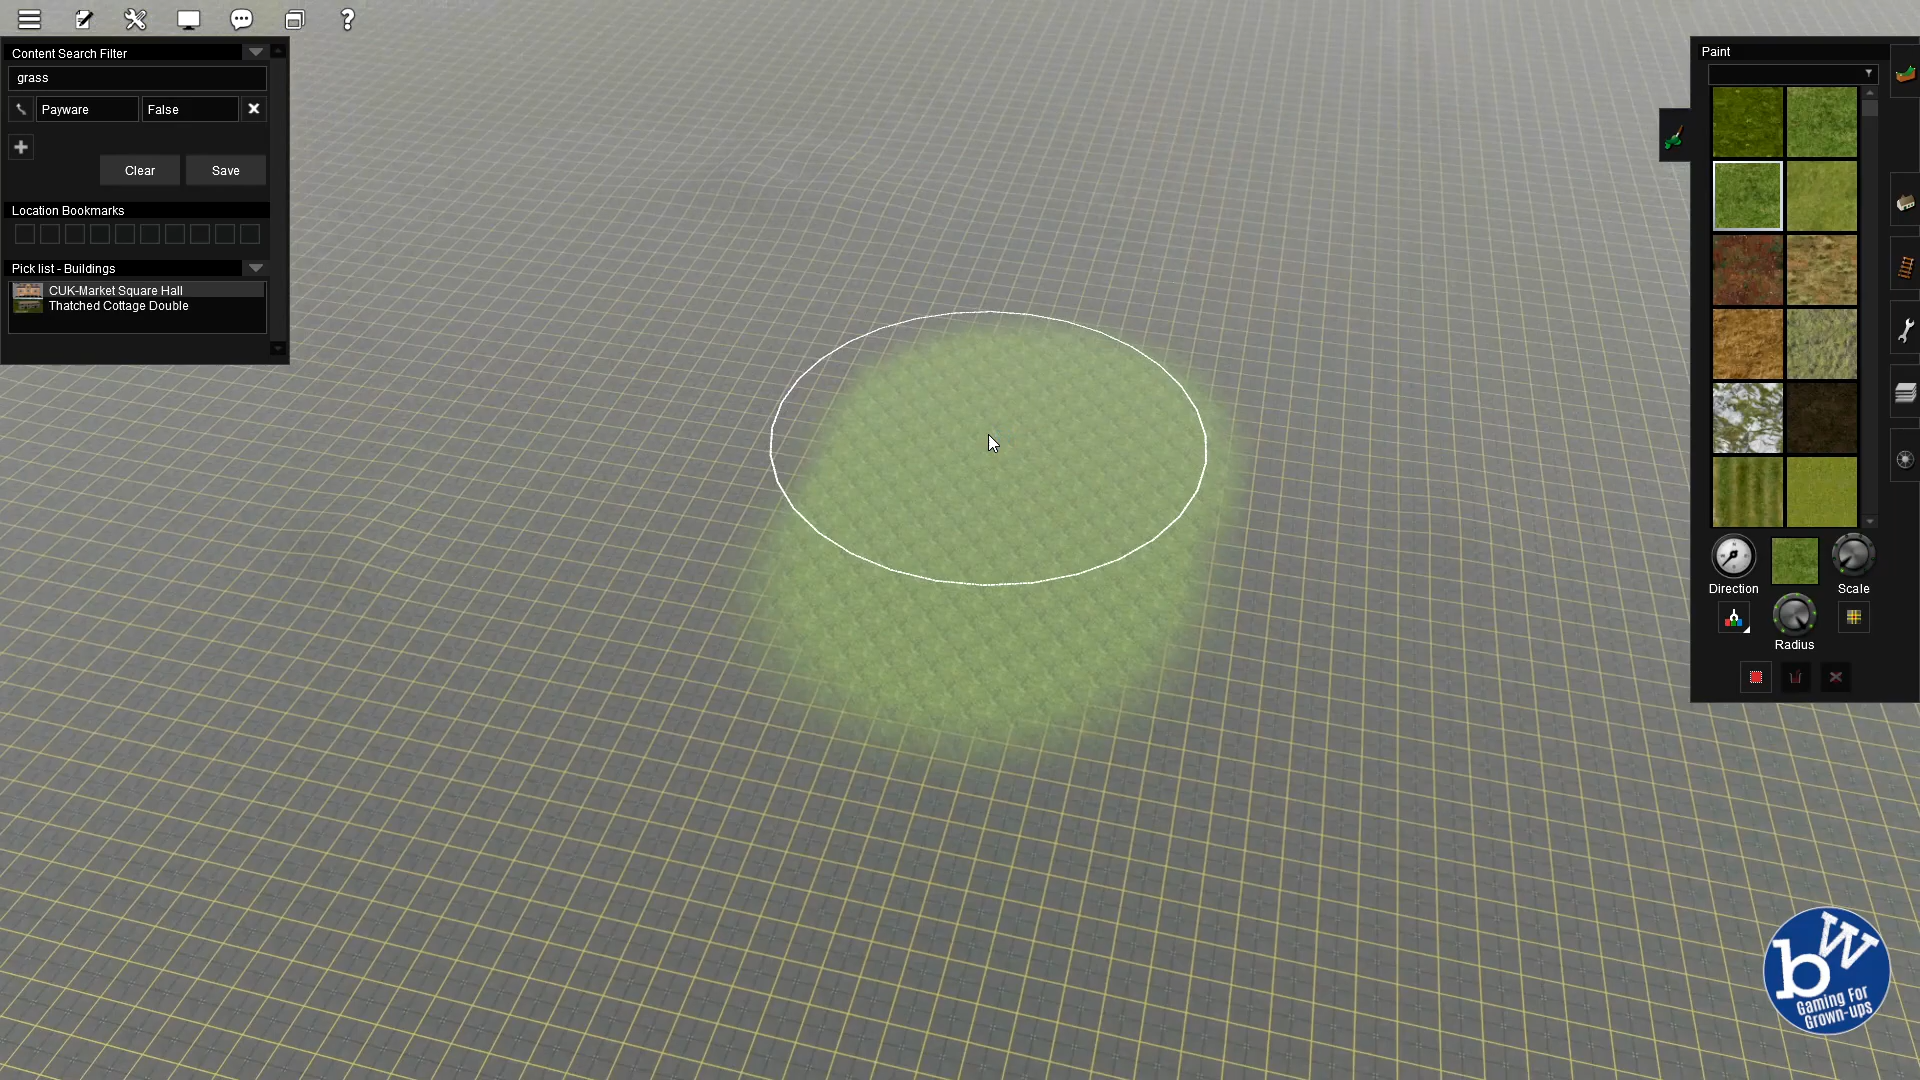 Content Search Filter
grass
Payware False
Clear Save
Location Bookmarks
Pick list - Buildings
CUK-Market Square Hall
Thatched Cottage Double
Paint
Direction Scale
Radius
bw
Gaming For
Grown-ups